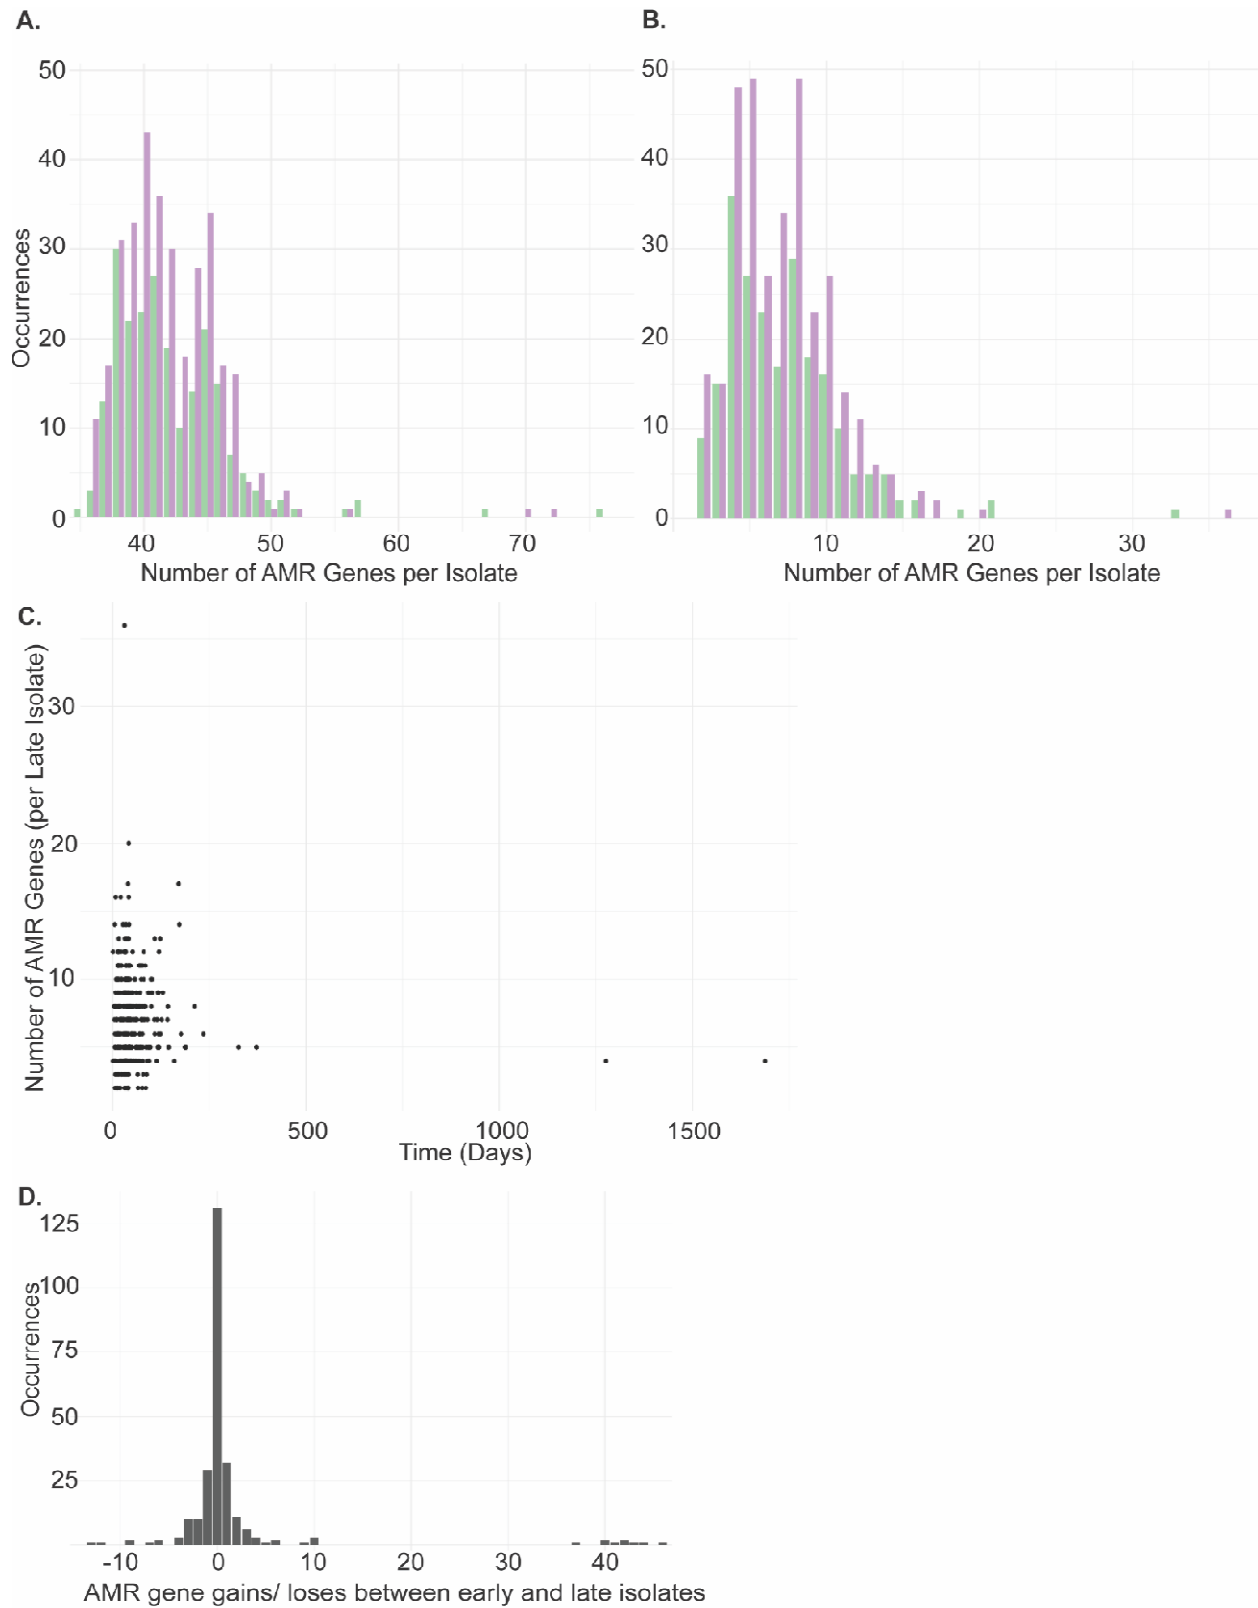 A.
50
40
30
20
10
0
Occurrences
40 50 60 70
Number of AMR Genes per Isolate
B.
50
40
30
20
10
0
10 20 30
Number of AMR Genes per Isolate
C.
Number of AMR Genes (per Late Isolate)
30
20
10
0 500 1000 1500
Time (Days)
D.
125
100
75
50
25
Occurrences
-10 0 10 20 30 40
AMR gene gains/ loses between early and late isolates